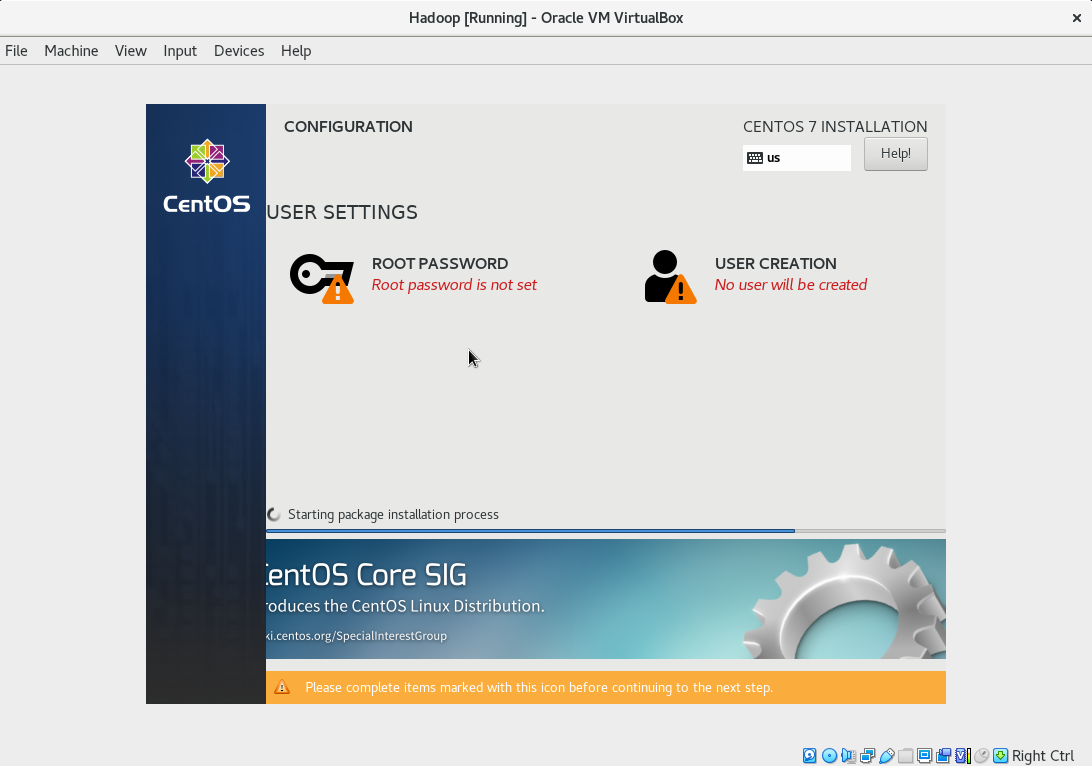 Hadoop [Running] - Oracle VM VirtualBox
File Machine View Input Devices Help
CentOS
CONFIGURATION
CENTOS 7 INSTALLATION
us
Help!
USER SETTINGS
ROOT PASSWORD
Root password is not set
USER CREATION
No user will be created
Starting package installation process
entOS Core SIG
roduces the CentOS Linux Distribution.
ki.centos.org/SpecialInterestGroup
Please complete items marked with this icon before continuing to the next step.
Right Ctrl